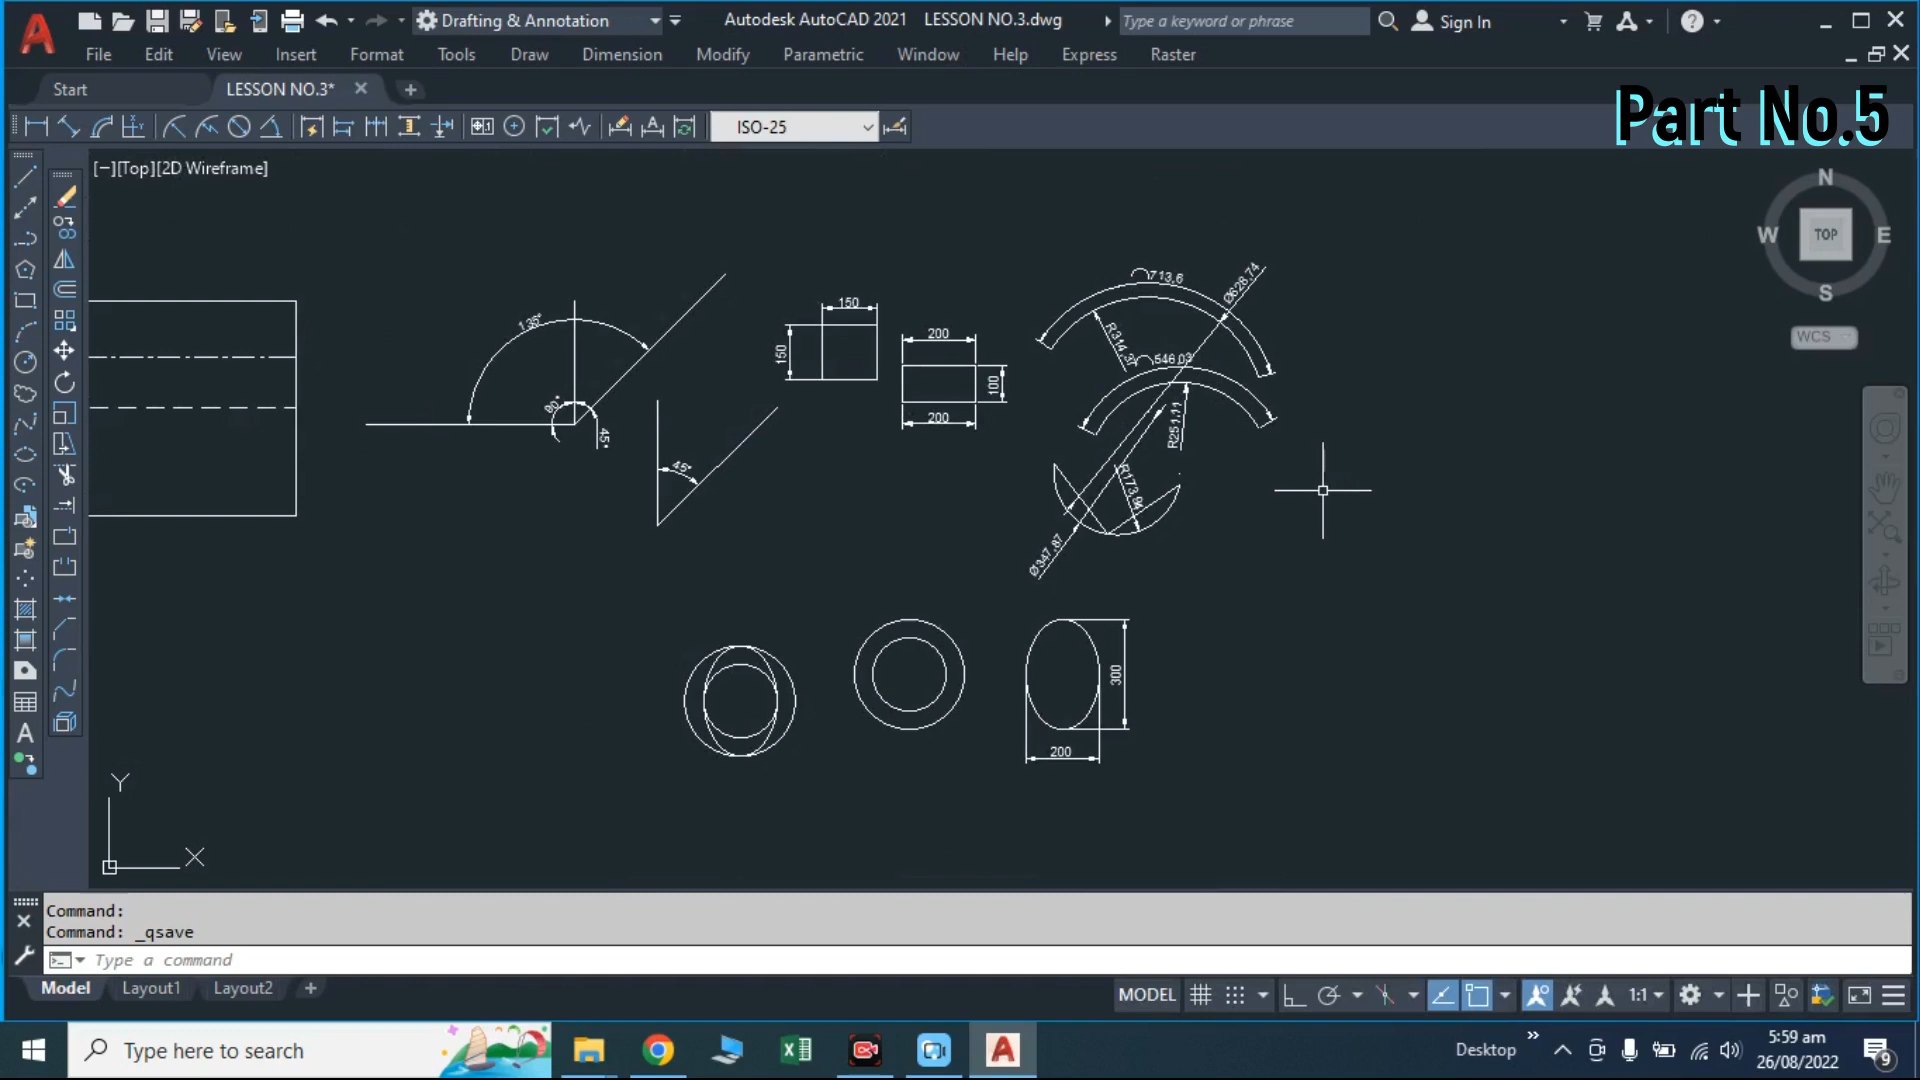 Drafting & Annotation
Autodesk AutoCAD 2021 LESSON NO.3.dwg
Type a keyword or phrase
Sign In
File Edit View Insert Format Tools Draw Dimension Modify Parametric Window Help Express Raster
Start
LESSON NO.3*
Part No.5
ISO-25
[−][Top][2D Wireframe]
N
W
TOP
E
S
WCS
713,6
Ø628,74
135°
150
150
200
R314,37
546,03
100
200
45°
R251,11
45°
R173,94
Ø347,87
300
200
Y
X
Command:
Command: _qsave
Type a command
Model Layout1 Layout2
MODEL
1:1
Type here to search
Desktop
5:59 am
26/08/2022
9